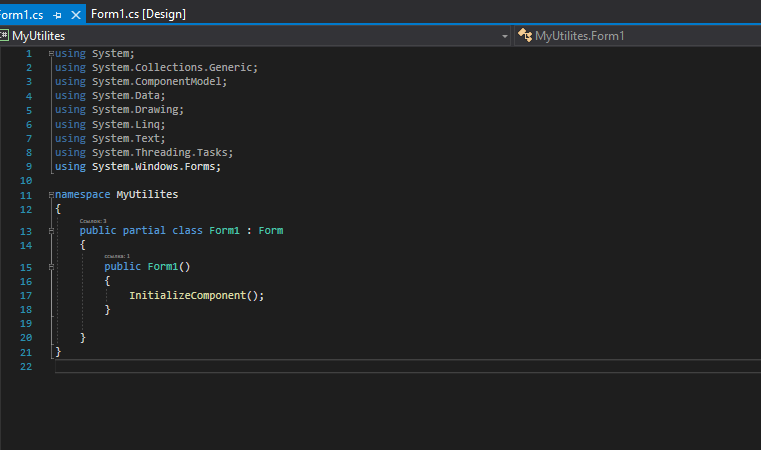 Form1.cs
Form1.cs [Design]
C# MyUtilites
MyUtilites.Form1
1 using System;
2 using System.Collections.Generic;
3 using System.ComponentModel;
4 using System.Data;
5 using System.Drawing;
6 using System.Linq;
7 using System.Text;
8 using System.Threading.Tasks;
9 using System.Windows.Forms;
10
11 namespace MyUtilites
12 {
Ссылок: 3
13 public partial class Form1 : Form
14 {
ссылка: 1
15 public Form1()
16 {
17 InitializeComponent();
18 }
19
20 }
21 }
22